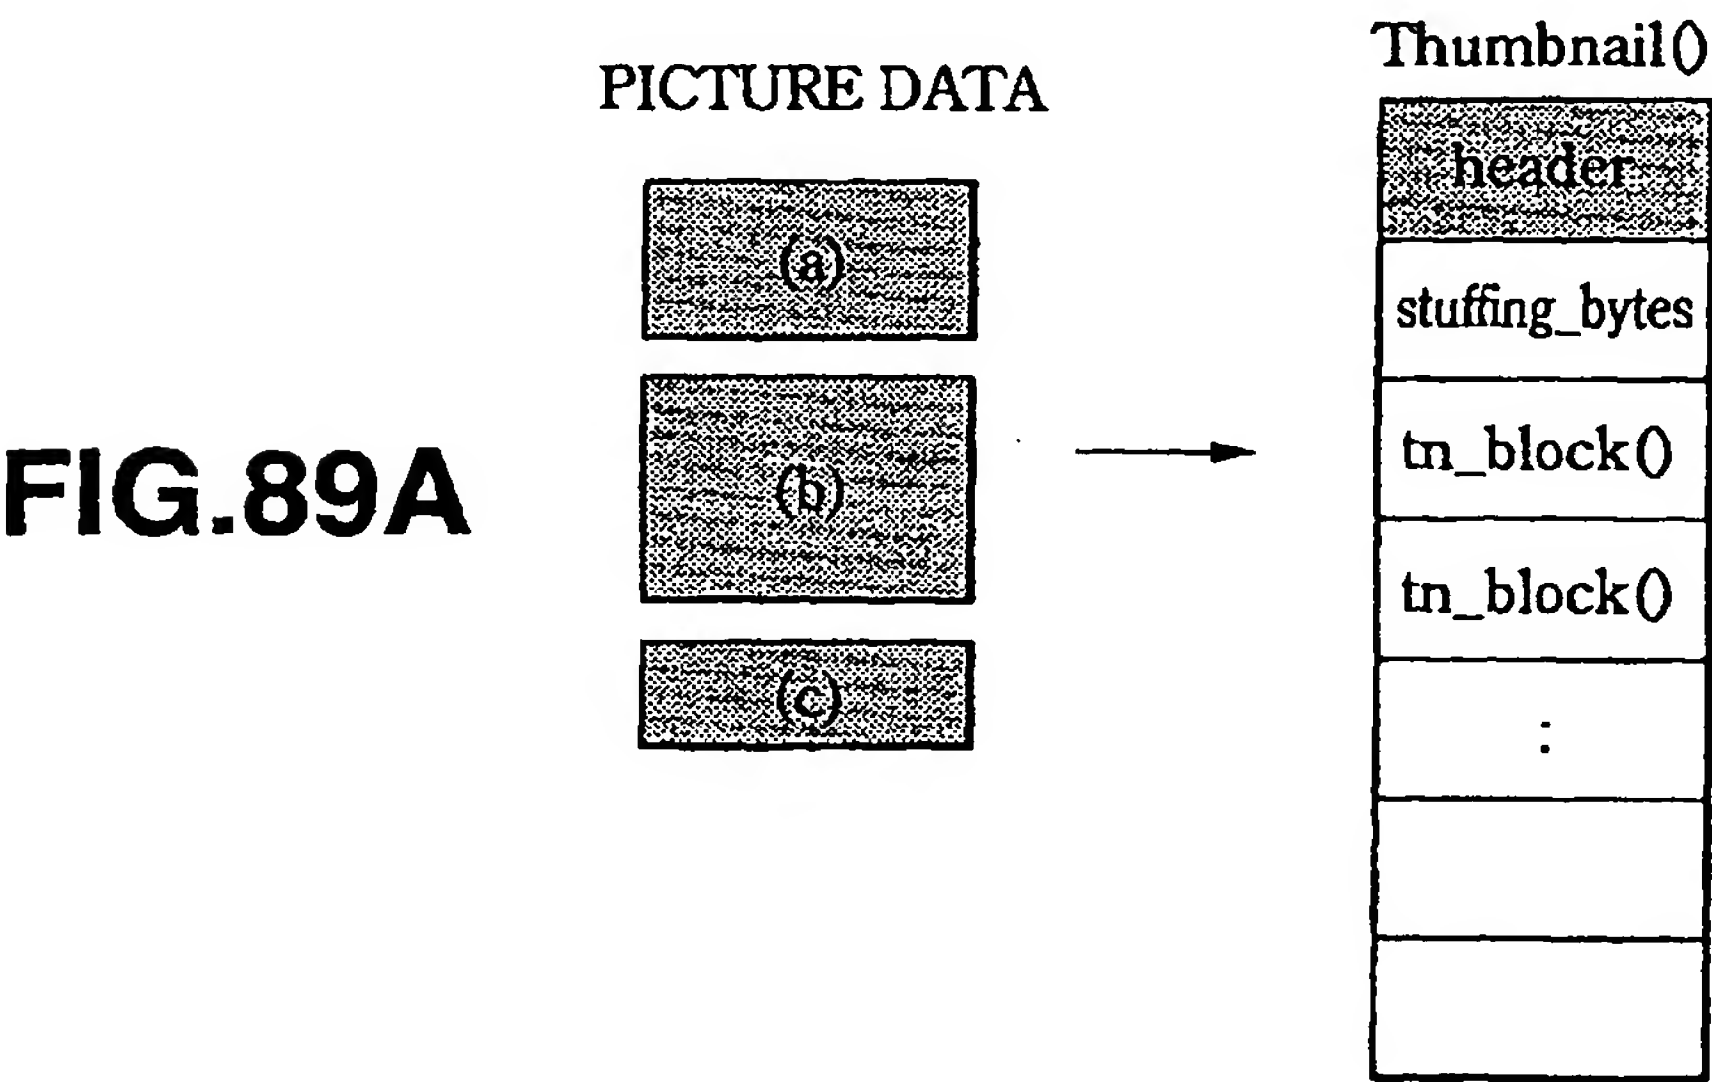 FIG.89A
PICTURE DATA
(a)
(b)
(c)
Thumbnail()
header
stuffing_bytes
tn_block()
tn_block()
: